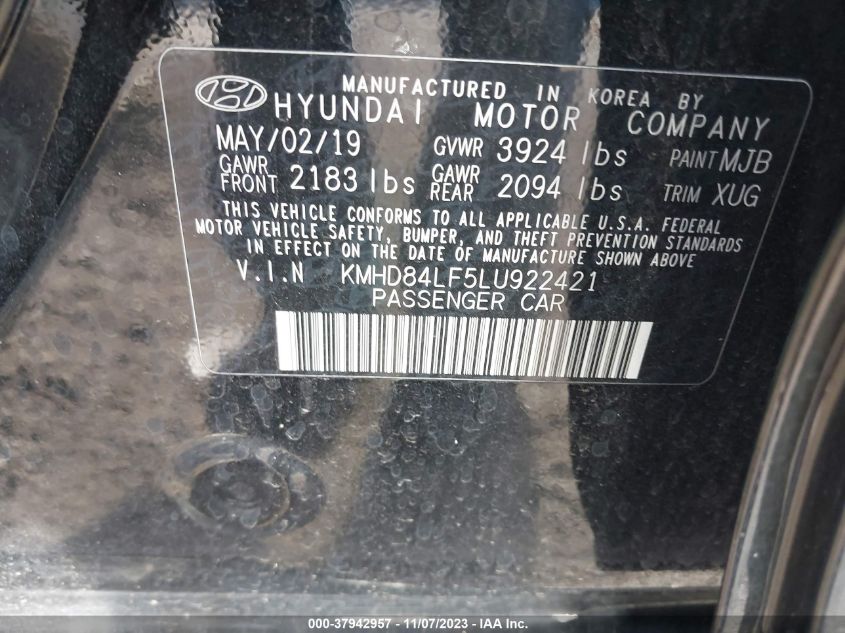 MANUFACTURED IN KOREA BY
HYUNDAI MOTOR COMPANY
MAY/02/19 GVWR 3924 lbs PAINT MJB
GAWR FRONT 2183 lbs GAWR REAR 2094 lbs TRIM XUG
THIS VEHICLE CONFORMS TO ALL APPLICABLE U.S.A. FEDERAL
MOTOR VEHICLE SAFETY, BUMPER, AND THEFT PREVENTION STANDARDS
IN EFFECT ON THE DATE OF MANUFACTURE SHOWN ABOVE.
V.I.N KMHD84LF5LU922421
PASSENGER CAR
000-37942957 - 11/07/2023 - IAA Inc.